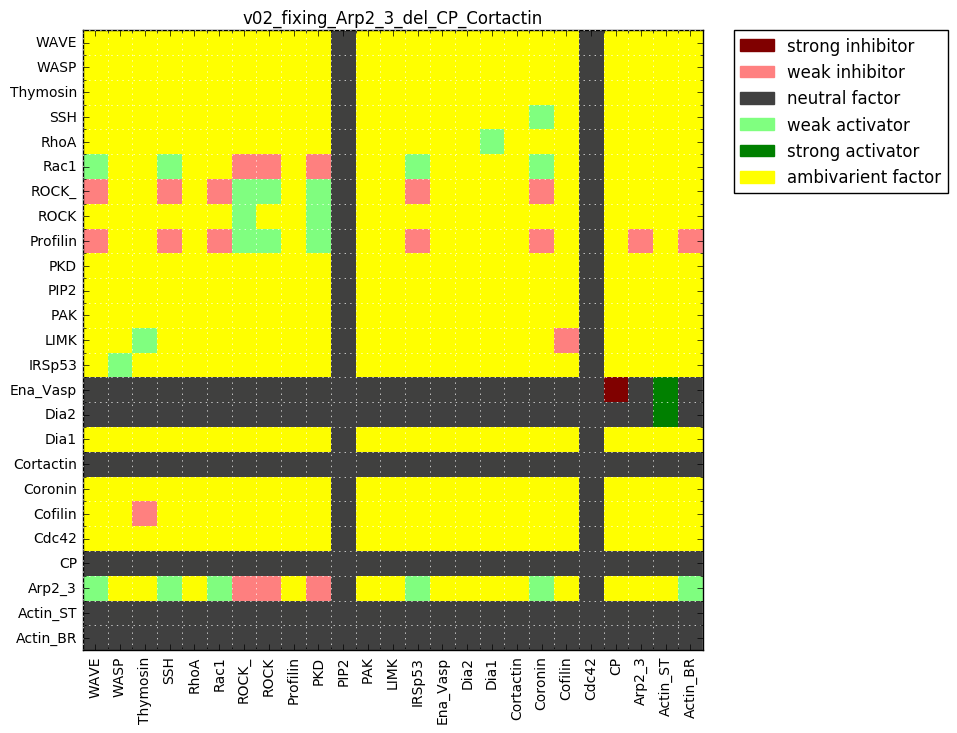 v02_fixing_Arp2_3_del_CP_Cortactin
WAVE
WASP
Thymosin
SSH
RhoA
Rac1
ROCK_
ROCK
Profilin
PKD
PIP2
PAK
LIMK
IRSp53
Ena_Vasp
Dia2
Dia1
Cortactin
Coronin
Cofilin
Cdc42
CP
Arp2_3
Actin_ST
Actin_BR
WAVE
WASP
Thymosin
SSH
RhoA
Rac1
ROCK_
ROCK
Profilin
PKD
PIP2
PAK
LIMK
IRSp53
Ena_Vasp
Dia2
Dia1
Cortactin
Coronin
Cofilin
Cdc42
CP
Arp2_3
Actin_ST
Actin_BR
strong inhibitor
weak inhibitor
neutral factor
weak activator
strong activator
ambivarient factor